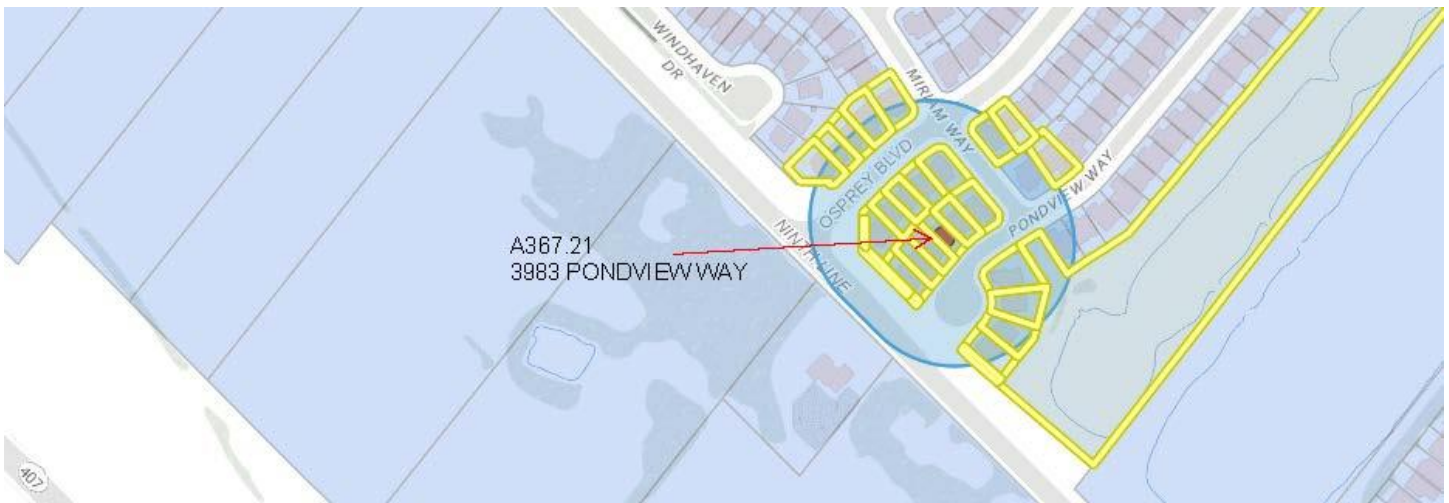 WINDHAVEN
DR
MIRIAM WAY
OSPREY BLVD
PONDVIEW WAY
NINTH LINE
A367.21
3983 PONDVIEW WAY
407